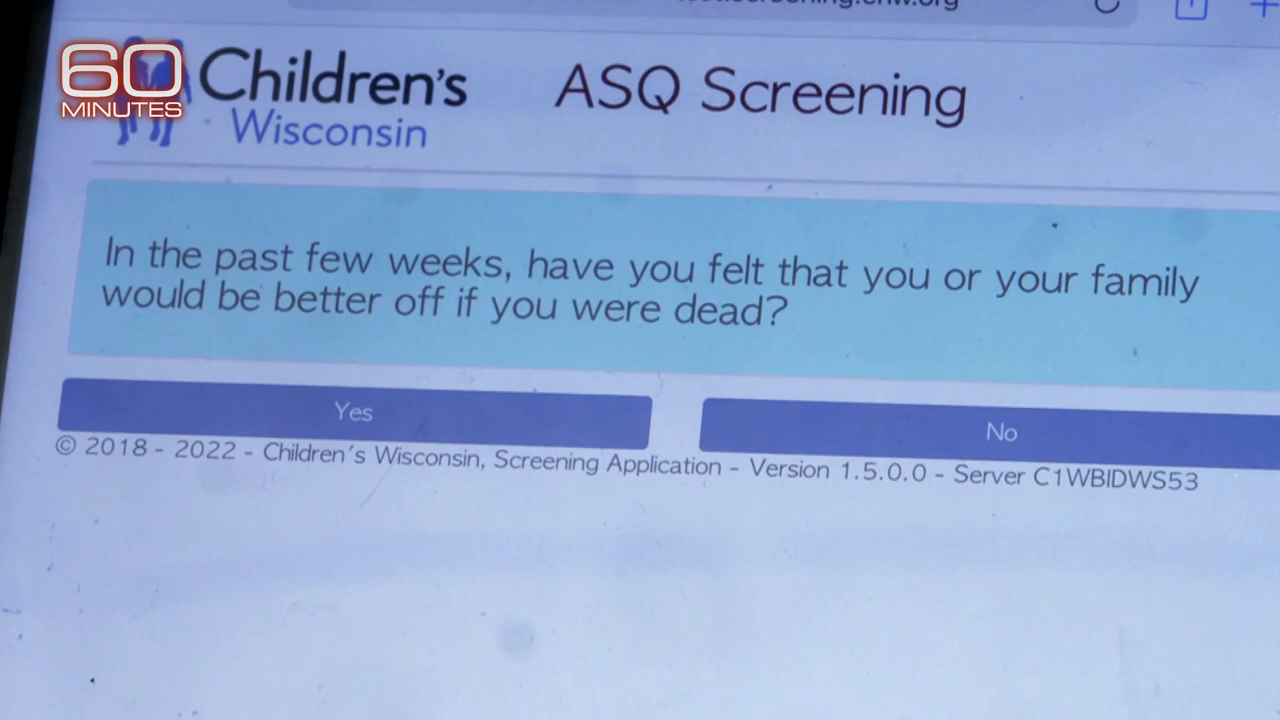 60
MINUTES
Children's
Wisconsin
ASQ Screening
In the past few weeks, have you felt that you or your family
would be better off if you were dead?
Yes
No
© 2018 - 2022 - Children's Wisconsin, Screening Application - Version 1.5.0.0 - Server C1WBIDWS53